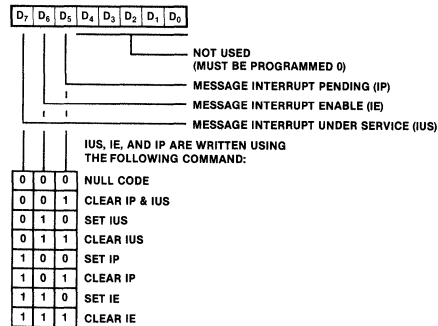 D7 D6 D5 D4 D3 D2 D1 D0
NOT USED
(MUST BE PROGRAMMED 0)
MESSAGE INTERRUPT PENDING (IP)
MESSAGE INTERRUPT ENABLE (IE)
MESSAGE INTERRUPT UNDER SERVICE (IUS)
IUS, IE, AND IP ARE WRITTEN USING
THE FOLLOWING COMMAND:
0 0 0 NULL CODE
0 0 1 CLEAR IP & IUS
0 1 0 SET IUS
0 1 1 CLEAR IUS
1 0 0 SET IP
1 0 1 CLEAR IP
1 1 0 SET IE
1 1 1 CLEAR IE